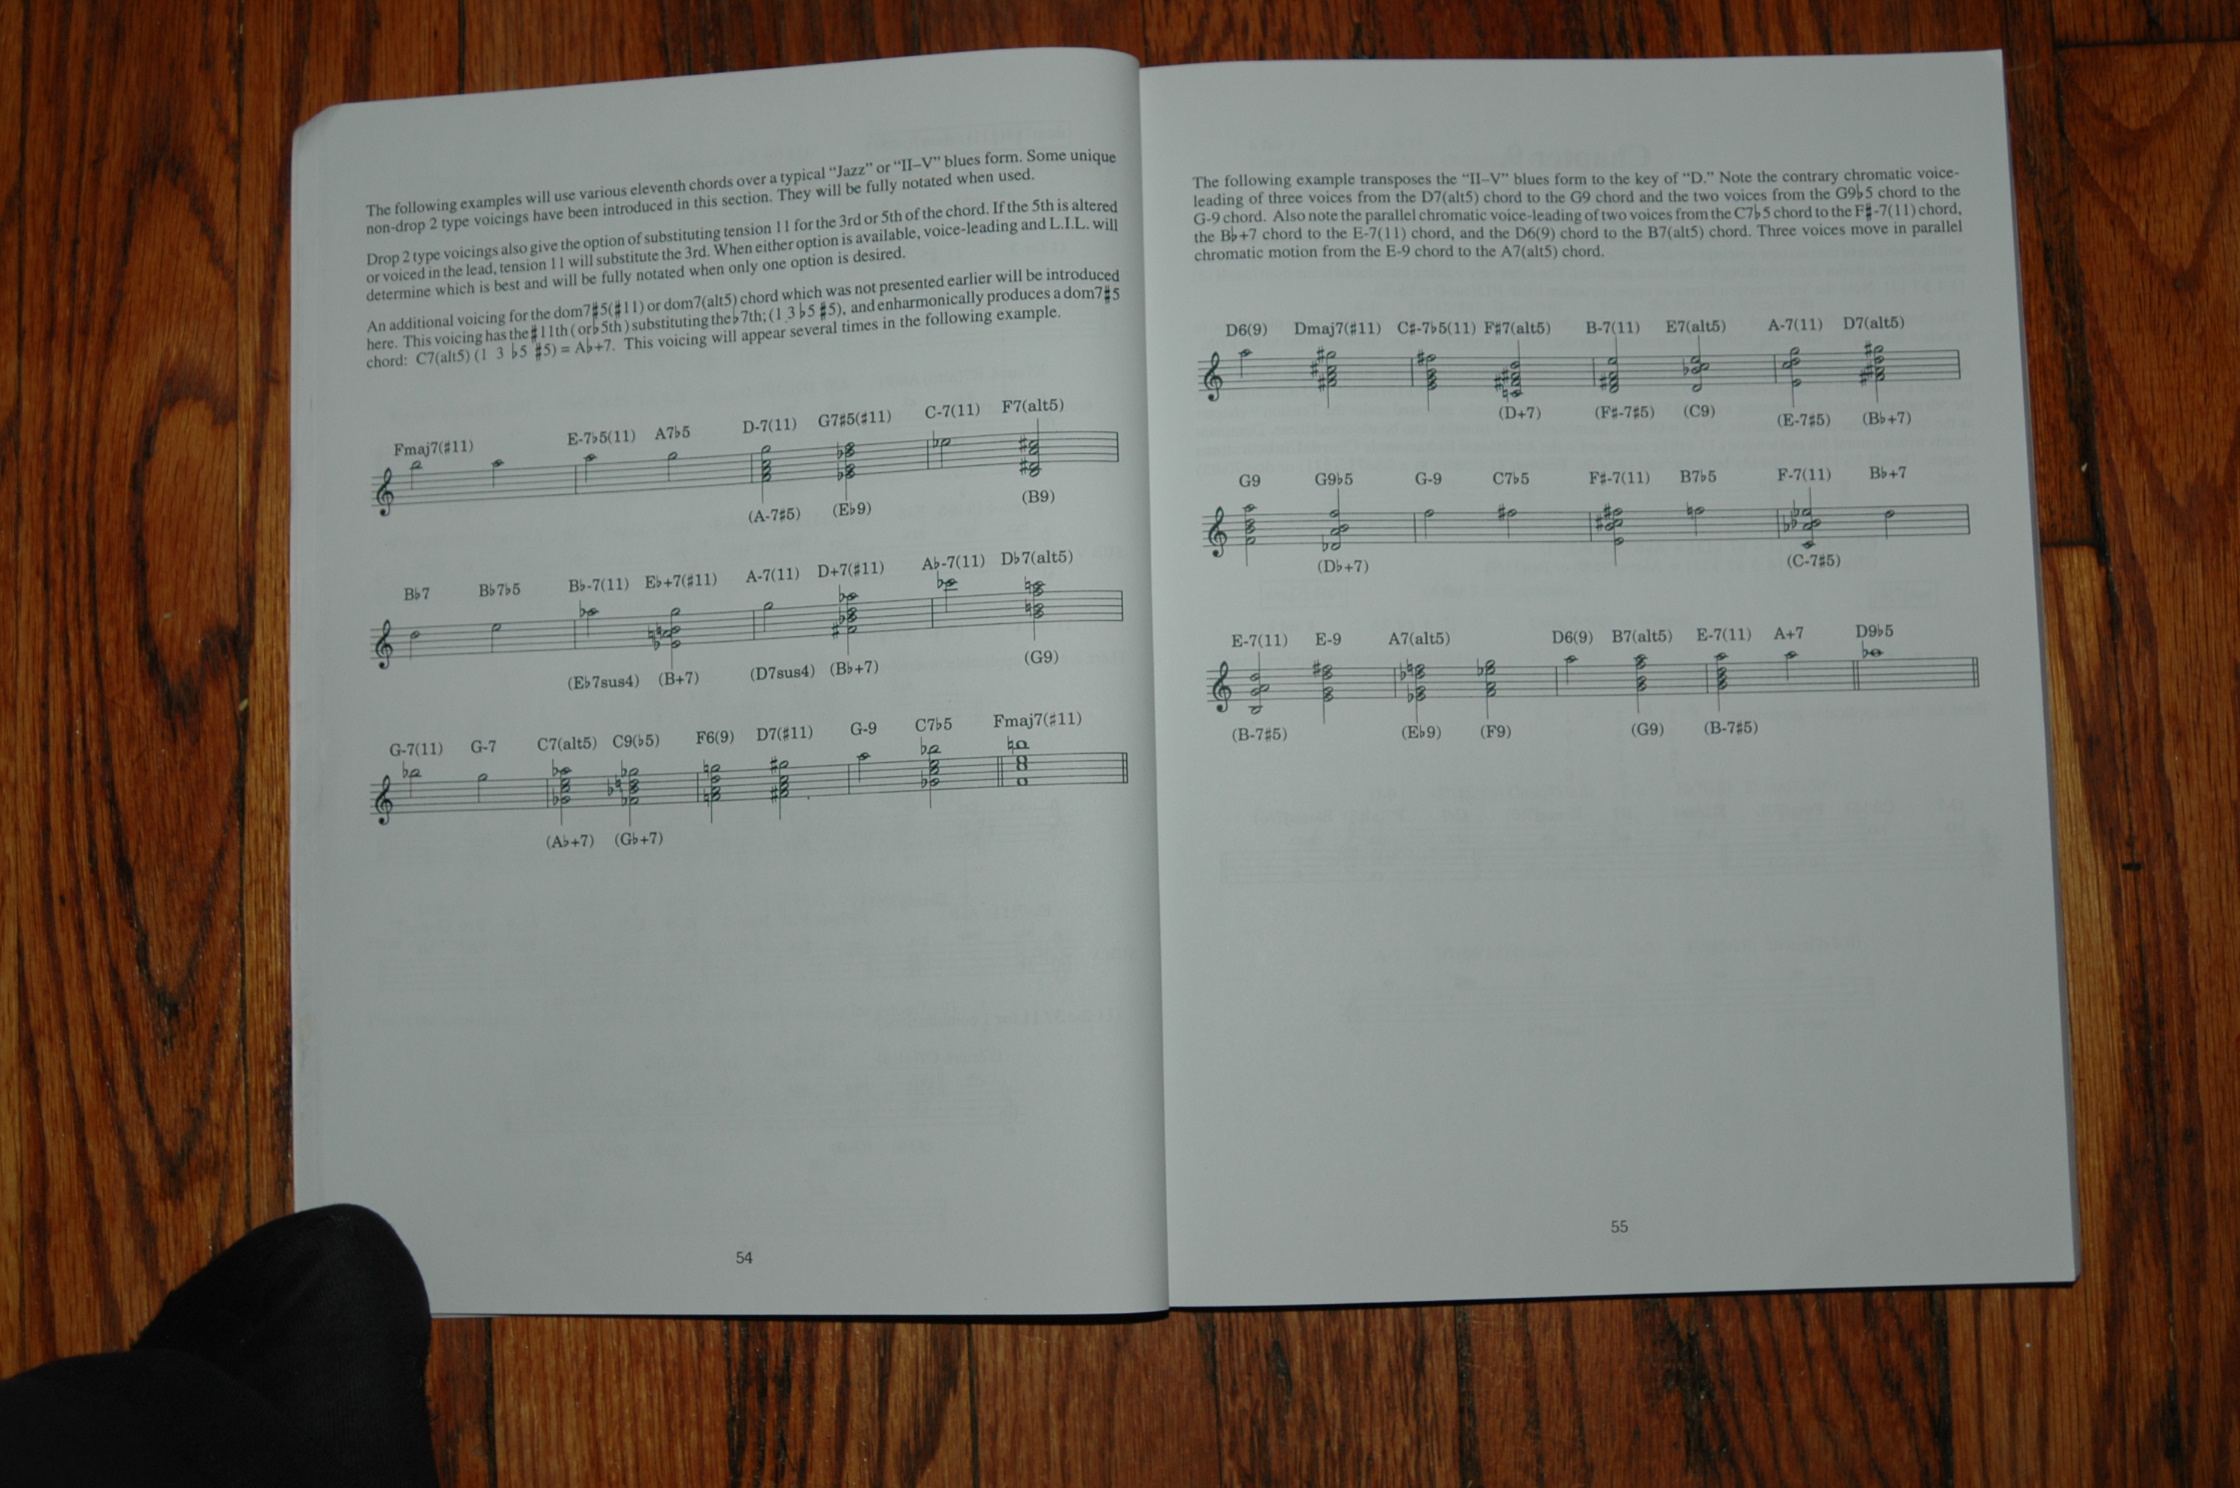 The following examples will use various eleventh chords over a typical “Jazz” or “II–V” blues form. Some unique
non-drop 2 type voicings have been introduced in this section. They will be fully notated when used.
Drop 2 type voicings also give the option of substituting tension 11 for the 3rd or 5th of the chord. If the 5th is altered
or voiced in the lead, tension 11 will substitute the 3rd. When either option is available, voice-leading and L.I.L. will
determine which is best and will be fully notated when only one option is desired.
An additional voicing for the dom7♯5(♯11) or dom7(alt5) chord which was not presented earlier will be introduced
here. This voicing has the ♯11th (or ♭5th) substituting the ♭7th; (1 3 ♭5 ♯5), and enharmonically produces a dom7♯5
chord: C7(alt5) (1 3 ♭5 ♯5) = A♭+7. This voicing will appear several times in the following example.
Fmaj7(♯11) E-7♭5(11) A7♭5 D-7(11) G7♯5(♯11) C-7(11) F7(alt5)
(A-7♯5) (E♭9) (B9)
B♭7 B♭7♭5 B♭-7(11) E♭+7(♯11) A-7(11) D+7(♯11) A♭-7(11) D♭7(alt5)
(E♭7sus4) (B+7) (D7sus4) (B♭+7) (G9)
G-7(11) G-7 C7(alt5) C9(♭5) F6(9) D7(♯11) G-9 C7♭5 Fmaj7(♯11)
(A♭+7) (G♭+7)
54
The following example transposes the “II–V” blues form to the key of “D.” Note the contrary chromatic voice-
leading of three voices from the D7(alt5) chord to the G9 chord and the two voices from the G9♭5 chord to the
G-9 chord. Also note the parallel chromatic voice-leading of two voices from the C7♭5 chord to the F♯-7(11) chord,
the B♭+7 chord to the E-7(11) chord, and the D6(9) chord to the B7(alt5) chord. Three voices move in parallel
chromatic motion from the E-9 chord to the A7(alt5) chord.
D6(9) Dmaj7(♯11) C♯-7♭5(11) F♯7(alt5) B-7(11) E7(alt5) A-7(11) D7(alt5)
(D+7) (F♯-7♯5) (C9) (E-7♯5) (B♭+7)
G9 G9♭5 G-9 C7♭5 F♯-7(11) B7♭5 F-7(11) B♭+7
(D♭+7) (C-7♯5)
E-7(11) E-9 A7(alt5) D6(9) B7(alt5) E-7(11) A+7 D9♭5
(B-7♯5) (E♭9) (F9) (G9) (B-7♯5)
55